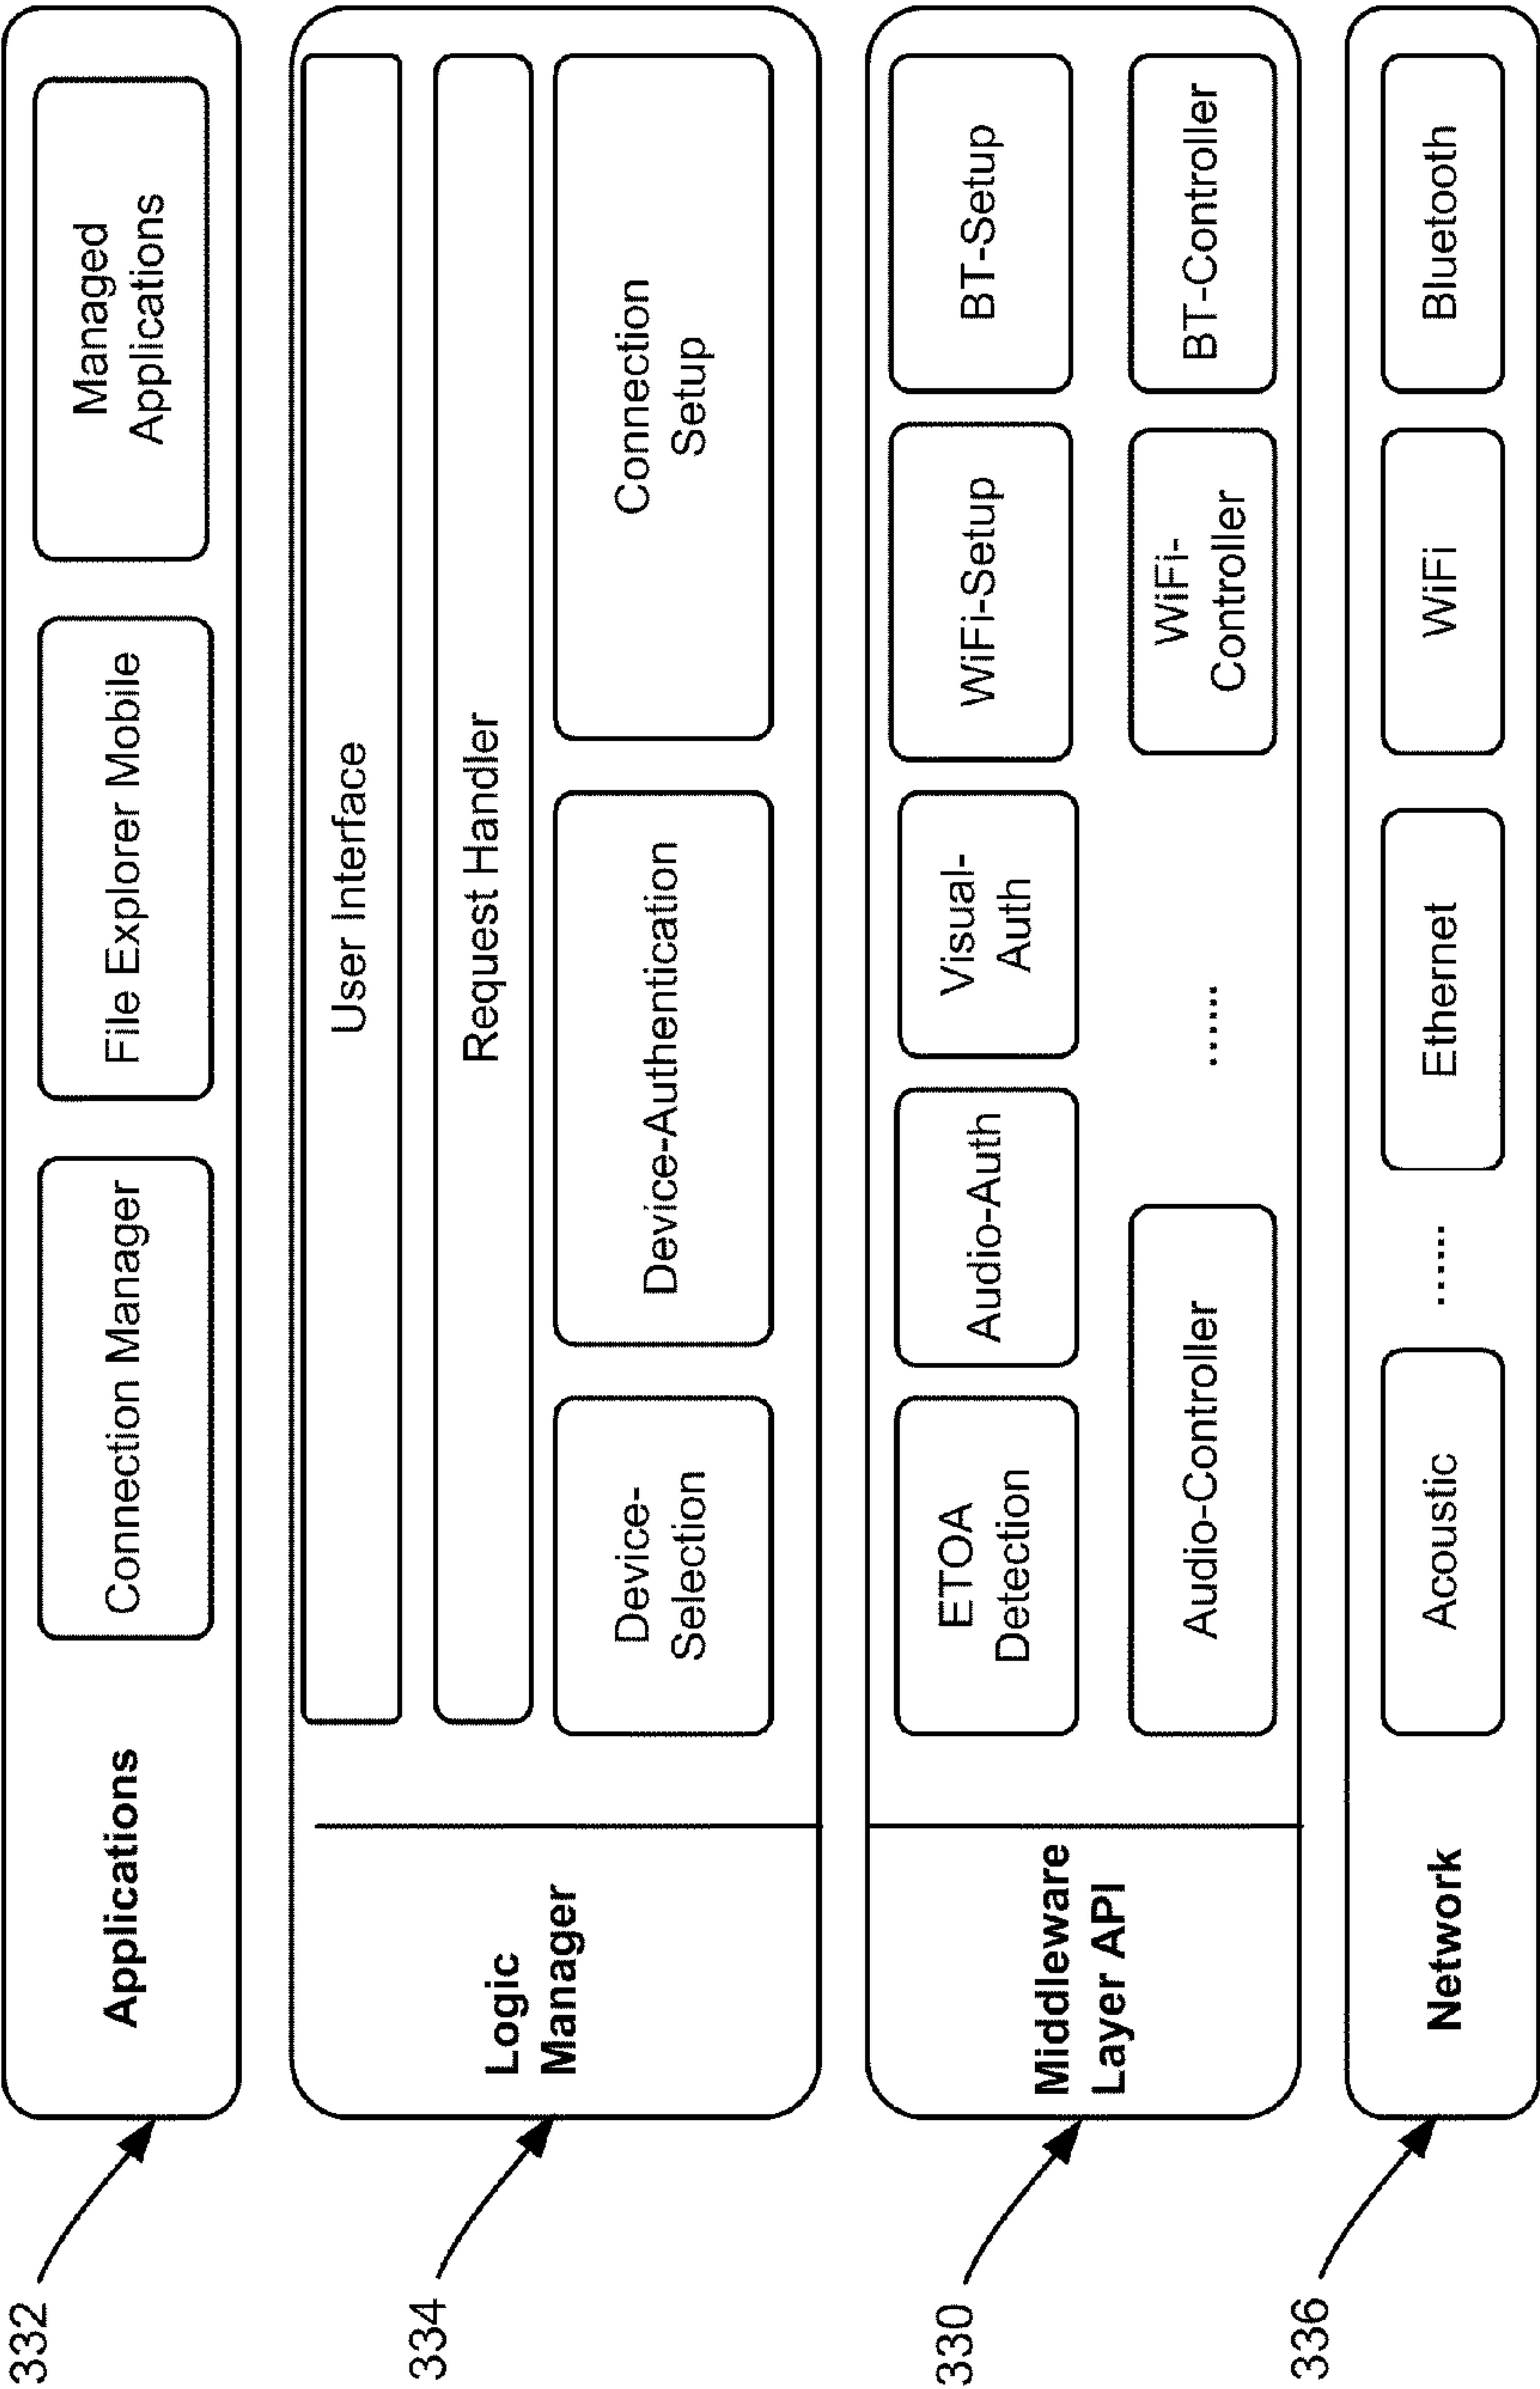 332
Applications
Connection Manager
File Explorer Mobile
Managed
Applications
334
Logic
Manager
User Interface
Request Handler
Device-
Selection
Device-Authentication
Connection
Setup
330
Middleware
Layer API
ETOA
Detection
Audio-Auth
Visual-
Auth
WiFi-Setup
BT-Setup
Audio-Controller
......
WiFi-
Controller
BT-Controller
336
Network
Acoustic
......
Ethernet
WiFi
Bluetooth